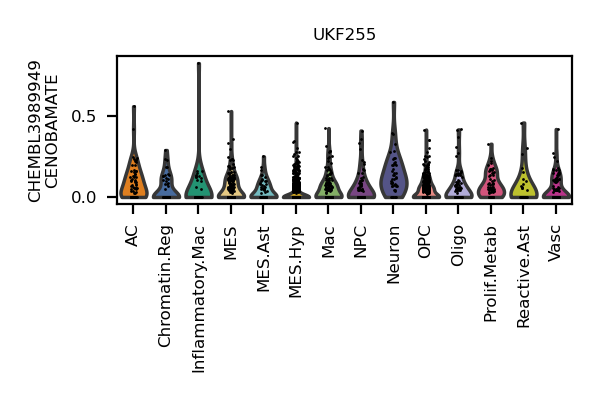 UKF255
CHEMBL3989949
CENOBAMATE
0.5
0.0
AC
Chromatin.Reg
Inflammatory.Mac
MES
MES.Ast
MES.Hyp
Mac
NPC
Neuron
OPC
Oligo
Prolif.Metab
Reactive.Ast
Vasc